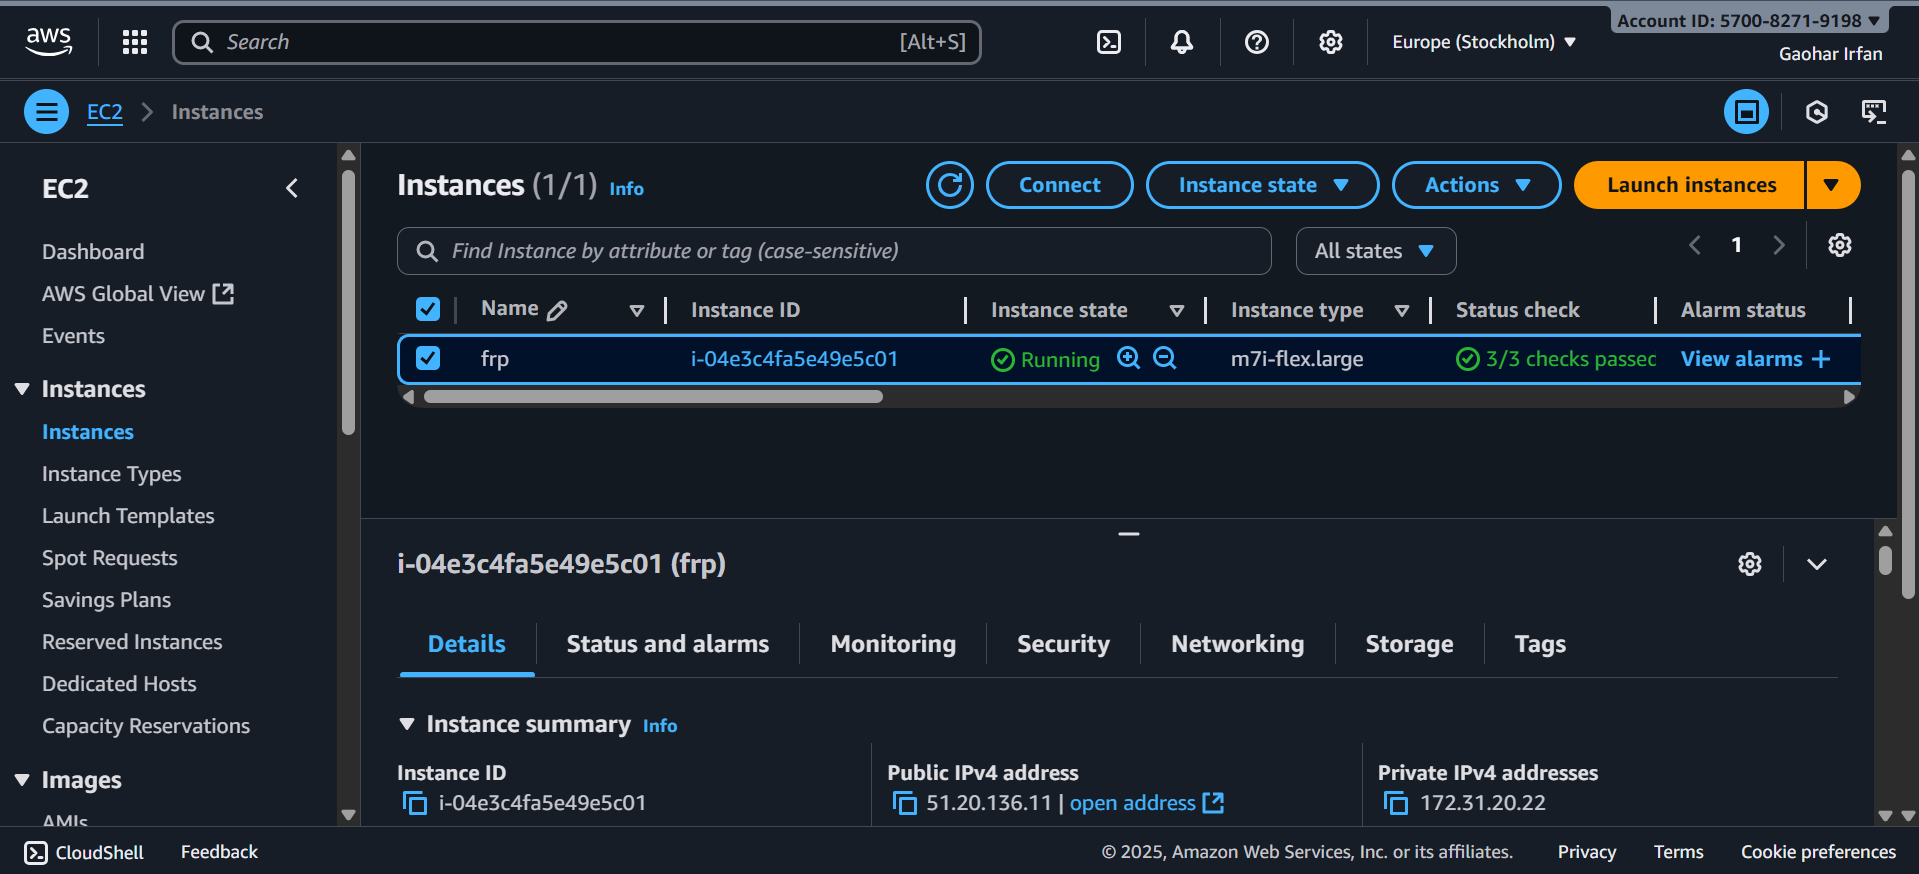 aws
Search [Alt+S]
Europe (Stockholm)
Account ID: 5700-8271-9198
Gaohar Irfan
EC2
Instances
EC2
Dashboard
AWS Global View
Events
Instances
Instances
Instance Types
Launch Templates
Spot Requests
Savings Plans
Reserved Instances
Dedicated Hosts
Capacity Reservations
Images
AMIs
Instances (1/1) Info
Connect
Instance state
Actions
Launch instances
Find Instance by attribute or tag (case-sensitive)
All states
1
Name Instance ID Instance state Instance type Status check Alarm status
frp i-04e3c4fa5e49e5c01 Running m7i-flex.large 3/3 checks passec View alarms +
i-04e3c4fa5e49e5c01 (frp)
Details Status and alarms Monitoring Security Networking Storage Tags
Instance summary Info
Instance ID
i-04e3c4fa5e49e5c01
Public IPv4 address
51.20.136.11 | open address
Private IPv4 addresses
172.31.20.22
CloudShell Feedback © 2025, Amazon Web Services, Inc. or its affiliates. Privacy Terms Cookie preferences